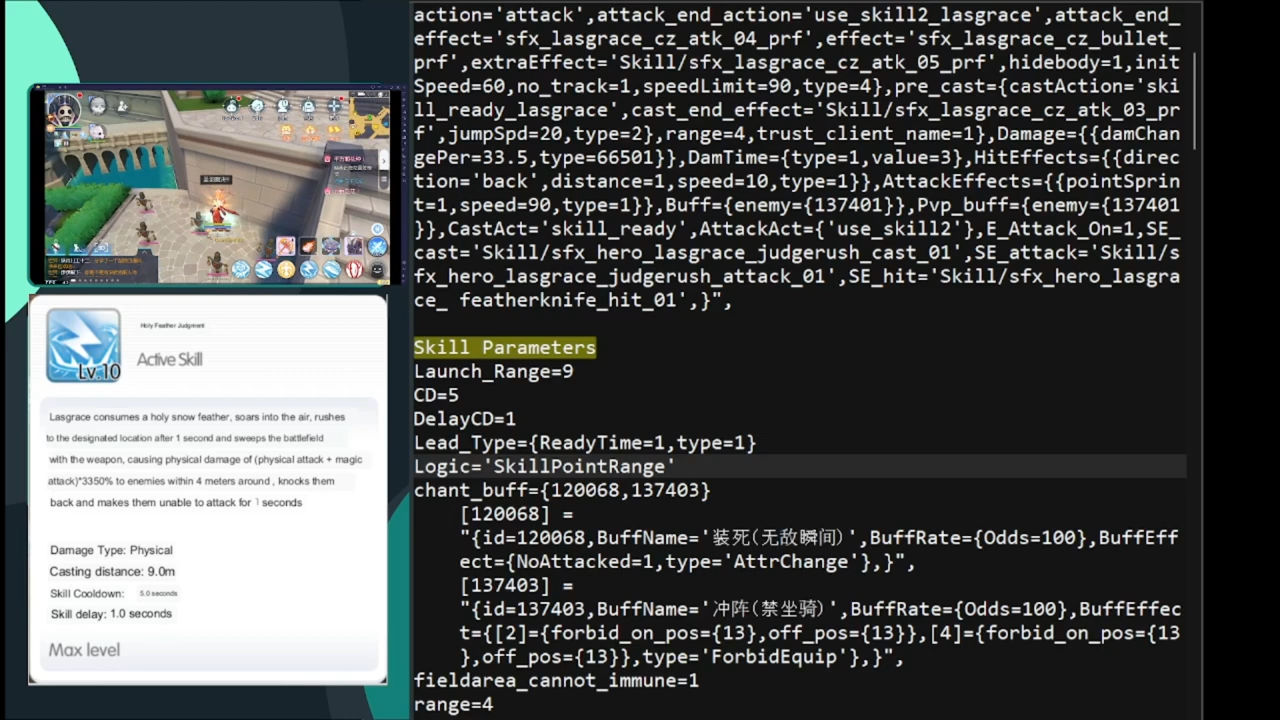 Holy Feather Judgment
Active Skill
Lv.10
Lasgrace consumes a holy snow feather, soars into the air, rushes
to the designated location after 1 second and sweeps the battlefield
with the weapon, causing physical damage of (physical attack + magic
attack)*3350% to enemies within 4 meters around , knocks them
back and makes them unable to attack for 1 seconds
Damage Type: Physical
Casting distance: 9.0m
Skill Cooldown: 5.0 seconds
Skill delay: 1.0 seconds
Max level
action='attack',attack_end_action='use_skill2_lasgrace',attack_end_
effect='sfx_lasgrace_cz_atk_04_prf',effect='sfx_lasgrace_cz_bullet_
prf',extraEffect='Skill/sfx_lasgrace_cz_atk_05_prf',hidebody=1,init
Speed=60,no_track=1,speedLimit=90,type=4},pre_cast={castAction='ski
ll_ready_lasgrace',cast_end_effect='Skill/sfx_lasgrace_cz_atk_03_pr
f',jumpSpd=20,type=2},range=4,trust_client_name=1},Damage={{damChan
gePer=33.5,type=66501}},DamTime={type=1,value=3},HitEffects={{direc
tion='back',distance=1,speed=10,type=1}},AttackEffects={{pointSprin
t=1,speed=90,type=1}},Buff={enemy={137401}},Pvp_buff={enemy={137401
}},CastAct='skill_ready',AttackAct={'use_skill2'},E_Attack_On=1,SE_
cast='Skill/sfx_hero_lasgrace_judgerush_cast_01',SE_attack='Skill/s
fx_hero_lasgrace_judgerush_attack_01',SE_hit='Skill/sfx_hero_lasgra
ce_ featherknife_hit_01',}",
Skill Parameters
Launch_Range=9
CD=5
DelayCD=1
Lead_Type={ReadyTime=1,type=1}
Logic='SkillPointRange'
chant_buff={120068,137403}
[120068] =
"{id=120068,BuffName='装死(无敌瞬间)',BuffRate={Odds=100},BuffEff
ect={NoAttacked=1,type='AttrChange'},}",
[137403] =
"{id=137403,BuffName='冲阵(禁坐骑)',BuffRate={Odds=100},BuffEffec
t={[2]={forbid_on_pos={13},off_pos={13}},[4]={forbid_on_pos={13
},off_pos={13}},type='ForbidEquip'},}",
fieldarea_cannot_immune=1
range=4